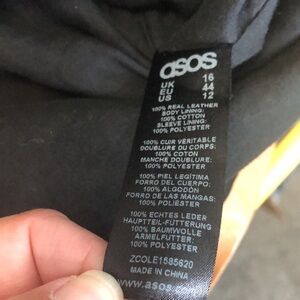 asos
UK 16
EU 44
US 12
100% REAL LEATHER
BODY LINING:
100% COTTON
SLEEVE LINING:
100% POLYESTER
100% CUIR VERITABLE
DOUBLURE DU CORPS:
100% COTON
MANCHE DOUBLURE:
100% POLYESTER
100% PIEL LEGÍTIMA
FORRO DEL CUERPO:
100% ALGODÓN
FORRO DE LAS MANGAS:
100% POLIÉSTER
100% ECHTES LEDER
HAUPTTEIL-FÜTTERUNG
100% BAUMWOLLE
ÄRMELFUTTER:
100% POLYESTER
ZCOLE1585620
MADE IN CHINA
www.asos.com